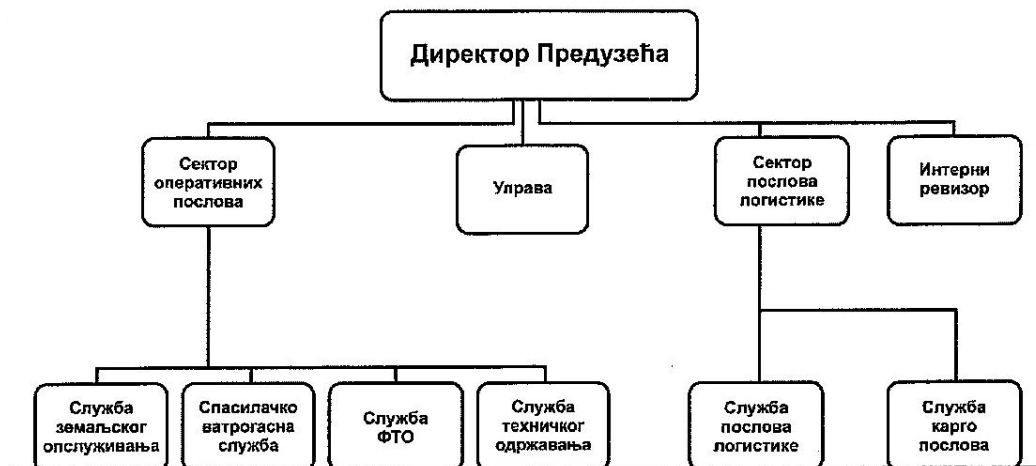 Директор Предузећа
Сектор
оперативних
послова
Управа
Сектор
послова
логистике
Интерни
ревизор
Служба
земаљског
опслуживања
Спасилачко
ватрогасна
служба
Служба
ФТО
Служба
техничког
одржавања
Служба
послова
логистике
Служба
карго
послова